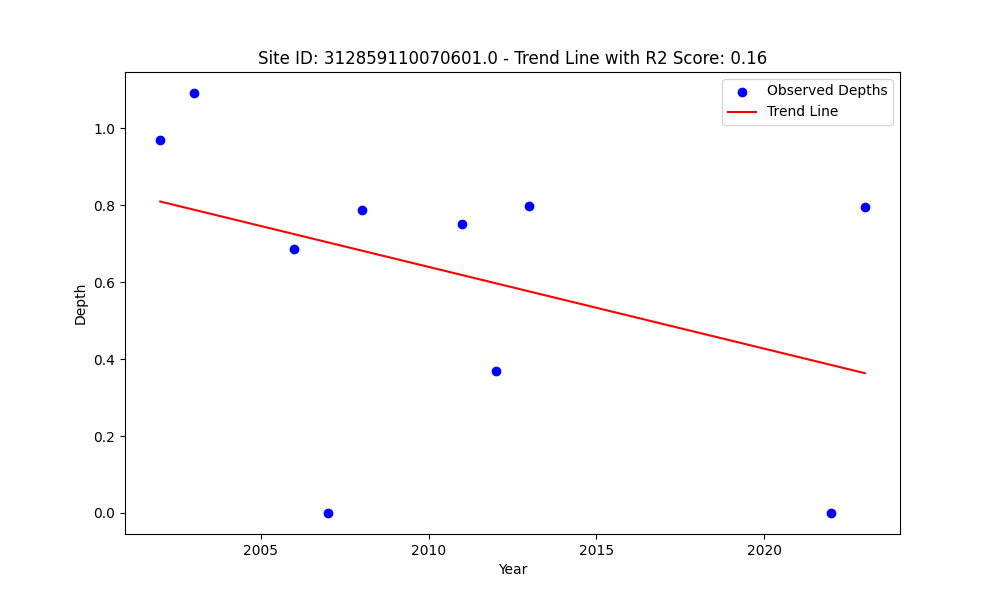 Site ID: 312859110070601.0 - Trend Line with R2 Score: 0.16
Observed Depths
Trend Line
1.0
0.8
0.6
0.4
0.2
0.0
Depth
2005
2010
2015
2020
Year